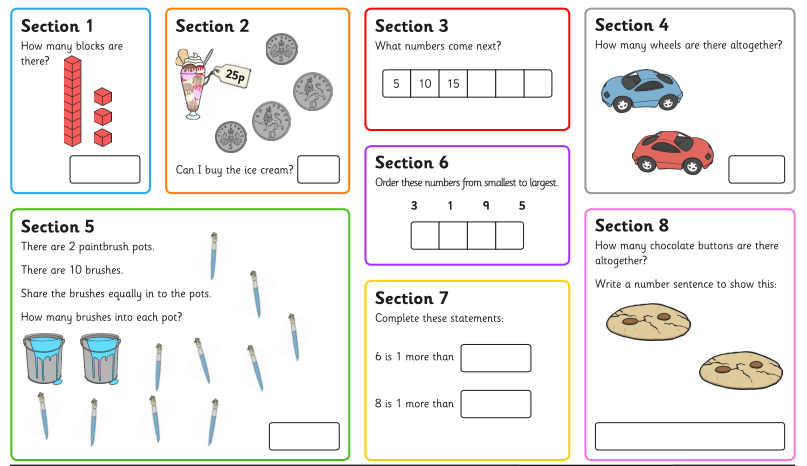 Section 1
How many blocks are
there?
Section 2
25p
Can I buy the ice cream?
Section 3
What numbers come next?
5 10 15
Section 4
How many wheels are there altogether?
Section 5
There are 2 paintbrush pots.
There are 10 brushes.
Share the brushes equally in to the pots.
How many brushes into each pot?
Section 6
Order these numbers from smallest to largest.
3 1 9 5
Section 7
Complete these statements:
6 is 1 more than
8 is 1 more than
Section 8
How many chocolate buttons are there
altogether?
Write a number sentence to show this: